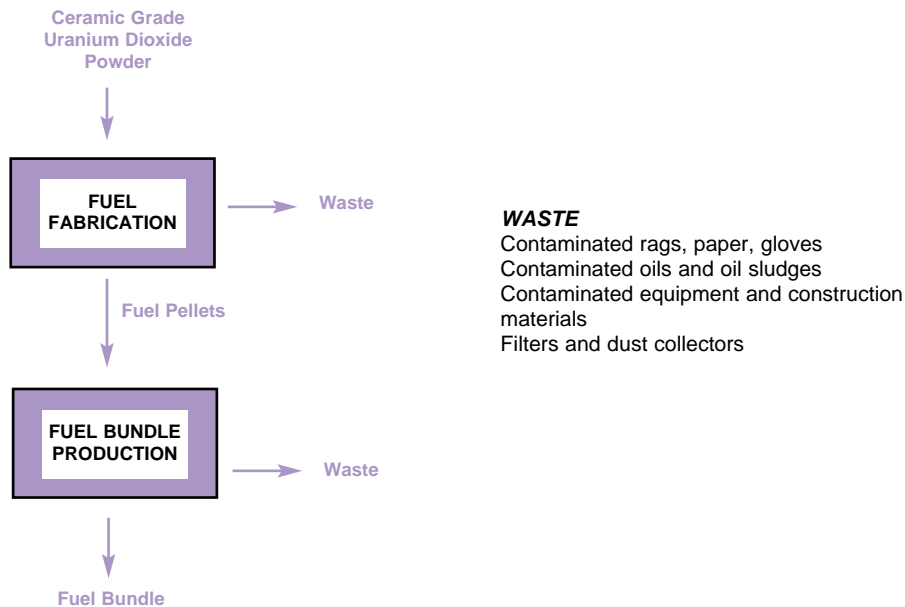 Ceramic Grade
Uranium Dioxide
Powder
FUEL
FABRICATION
Waste
Fuel Pellets
FUEL BUNDLE
PRODUCTION
Waste
Fuel Bundle
WASTE
Contaminated rags, paper, gloves
Contaminated oils and oil sludges
Contaminated equipment and construction
materials
Filters and dust collectors